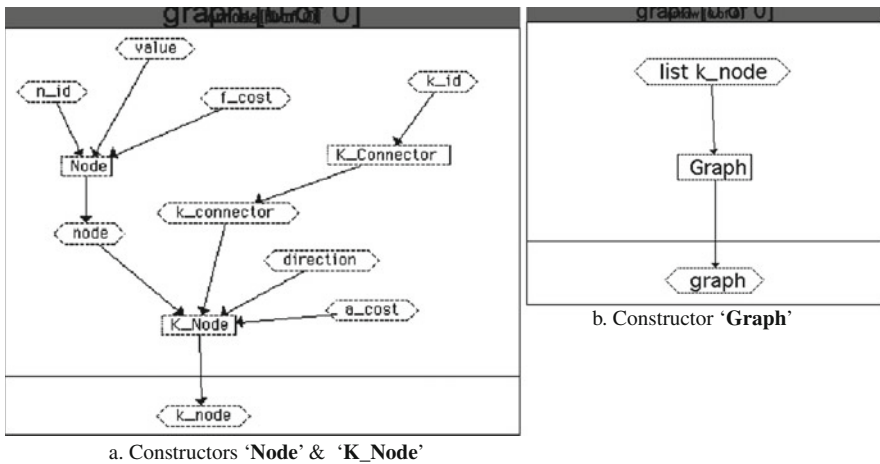 value
n_id
f_cost
k_id
Node
K_Connector
node
k_connector
direction
K_Node
a_cost
k_node
a. Constructors ‘Node’ & ‘K_Node’
list k_node
Graph
graph
b. Constructor ‘Graph’